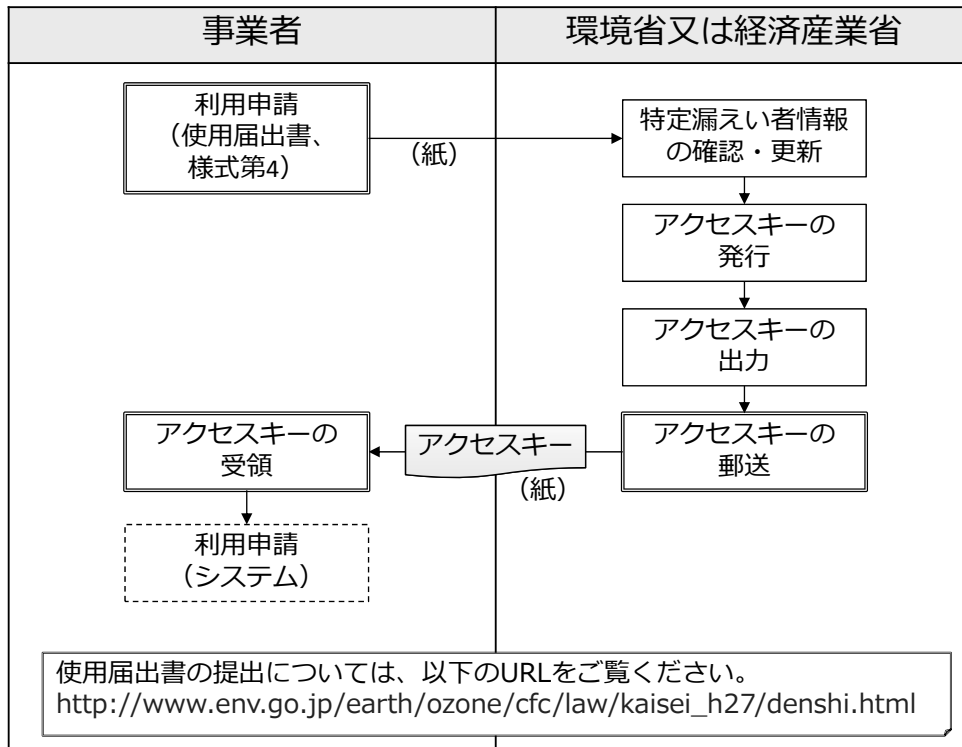 事業者
環境省又は経済産業省
利用申請
（使用届出書、
様式第4）
（紙）
特定漏えい者情報
の確認・更新
アクセスキーの
発行
アクセスキーの
出力
アクセスキーの
郵送
アクセスキー
（紙）
アクセスキーの
受領
利用申請
（システム）
使用届出書の提出については、以下のURLをご覧ください。
http://www.env.go.jp/earth/ozone/cfc/law/kaisei_h27/denshi.html